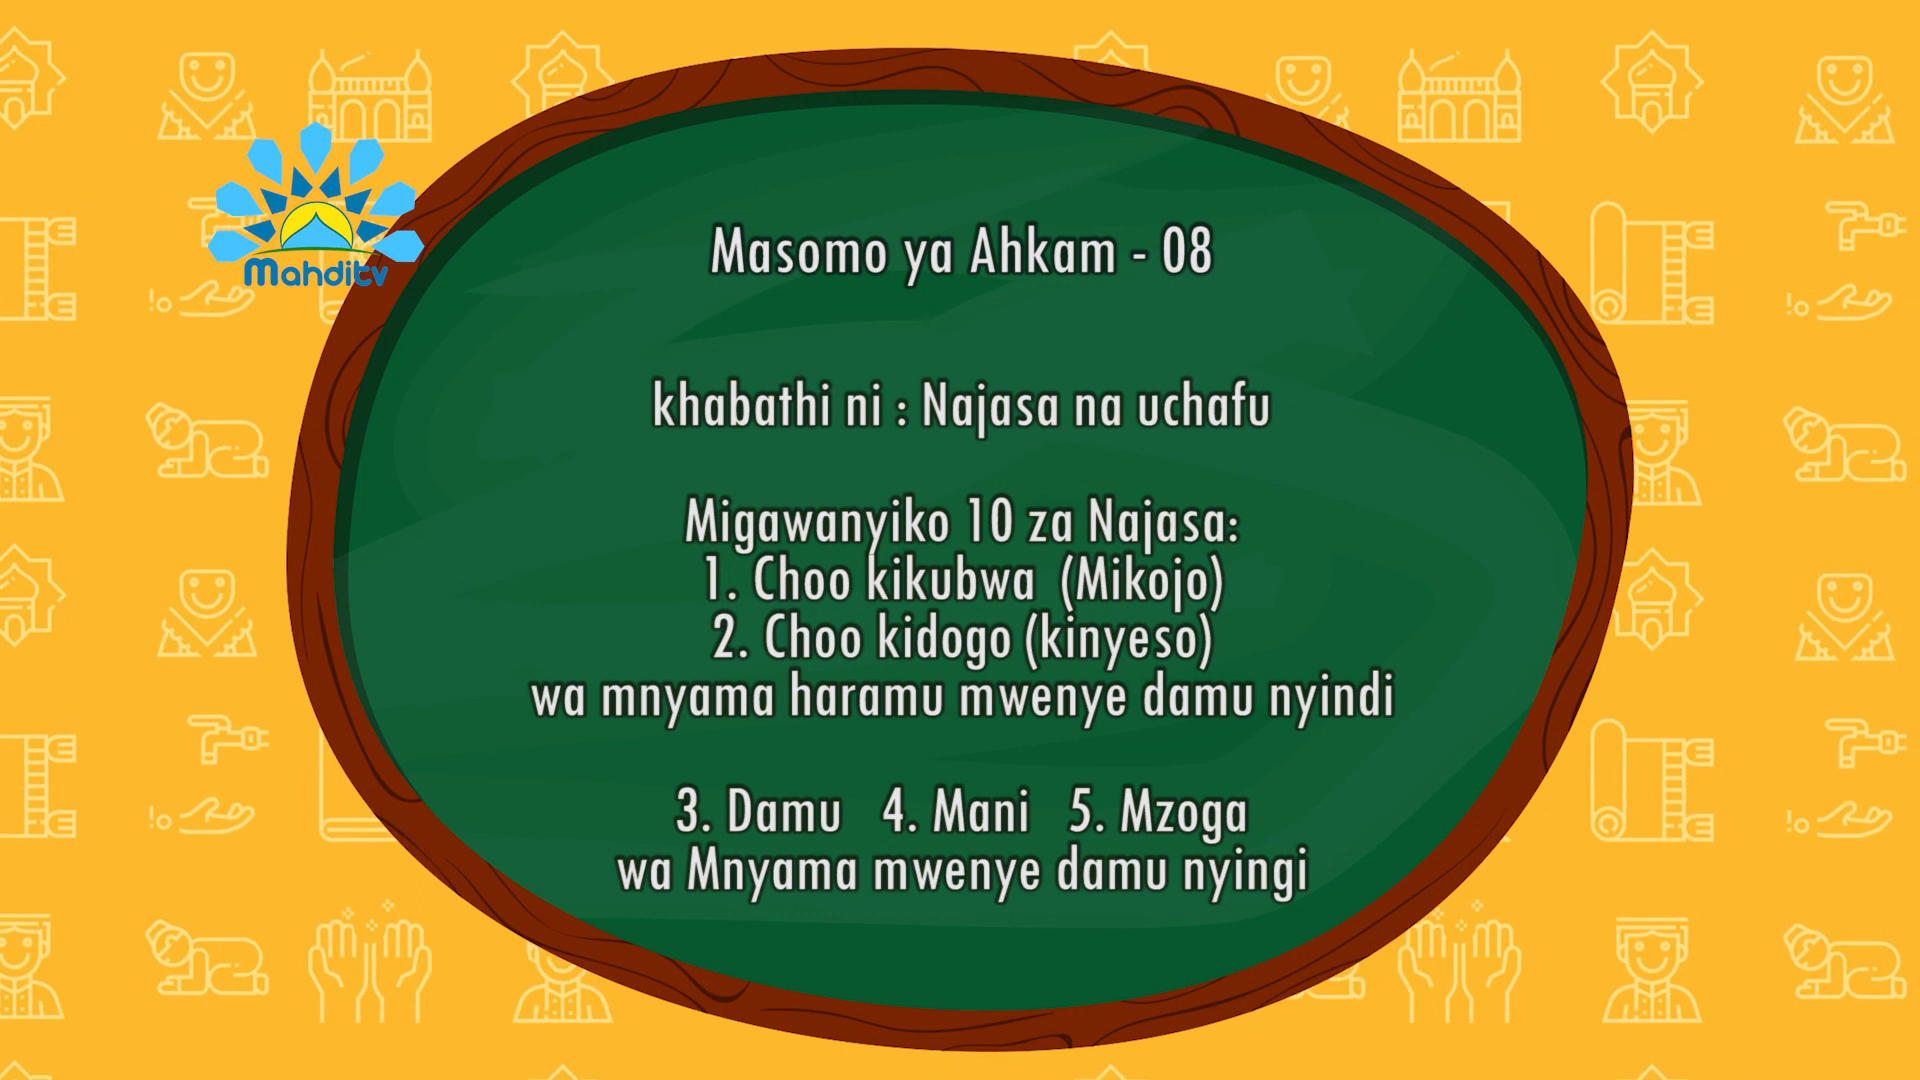 Mahditv
Masomo ya Ahkam - 08
khabathi ni : Najasa na uchafu
Migawanyiko 10 za Najasa:
1. Choo kikubwa (Mikojo)
2. Choo kidogo (kinyeso)
wa mnyama haramu mwenye damu nyindi
3. Damu 4. Mani 5. Mzoga
wa Mnyama mwenye damu nyingi